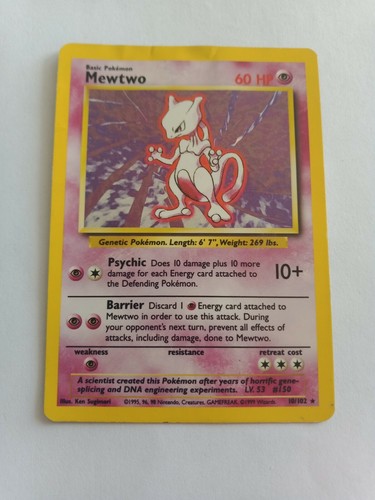 Basic Pokémon
Mewtwo 60 HP
Genetic Pokémon. Length: 6' 7", Weight: 269 lbs.
Psychic Does 10 damage plus 10 more
damage for each Energy card attached to
the Defending Pokémon.
10+
Barrier Discard 1 Energy card attached to
Mewtwo in order to use this attack. During
your opponent's next turn, prevent all effects of
attacks, including damage, done to Mewtwo.
weakness resistance retreat cost
A scientist created this Pokémon after years of horrific gene-
splicing and DNA engineering experiments. LV. 53 #150
Illus. Ken Sugimori ©1995, 96, 98 Nintendo, Creatures, GAMEFREAK. ©1999 Wizards. 10/102 ★